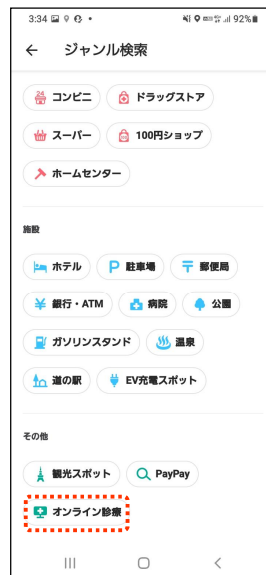 3:34 92%
ジャンル検索
コンビニ ドラッグストア
スーパー 100円ショップ
ホームセンター
施設
ホテル P 駐車場 郵便局
銀行・ATM 病院 公園
ガソリンスタンド 温泉
道の駅 EV充電スポット
その他
観光スポット PayPay
オンライン診療